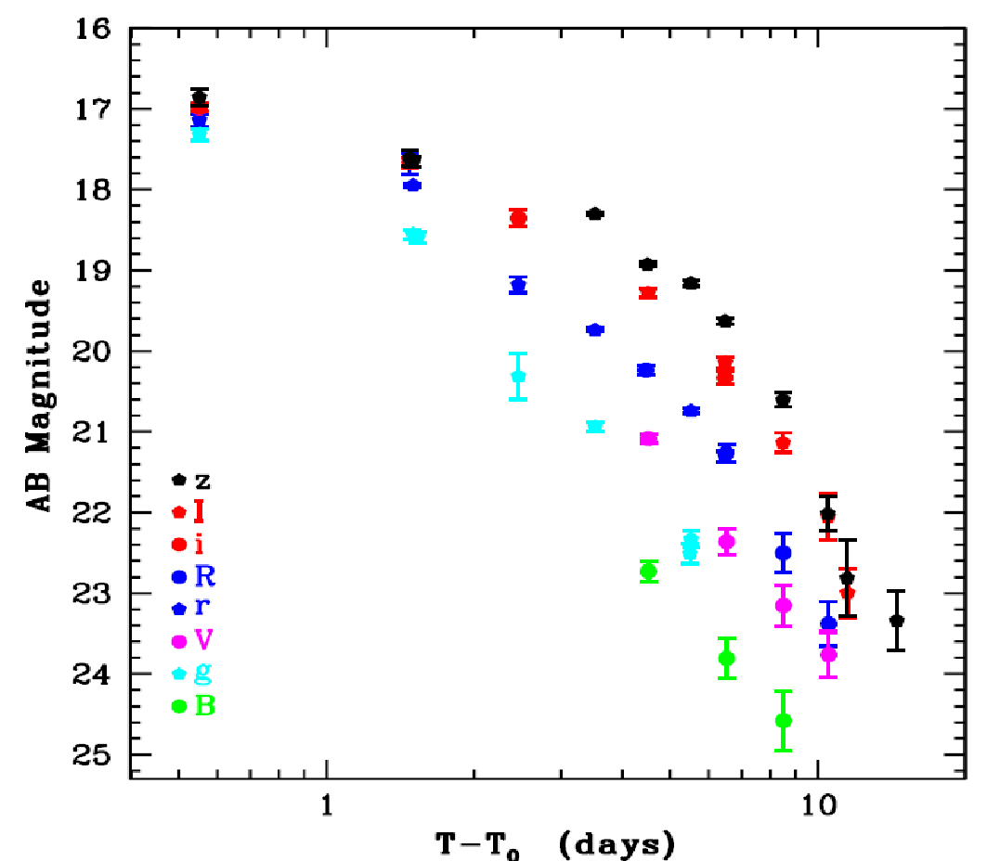 16
17
18
19
20
21
22
23
24
25
AB Magnitude
z
I
i
R
r
V
g
B
1 10
T-T₀ (days)